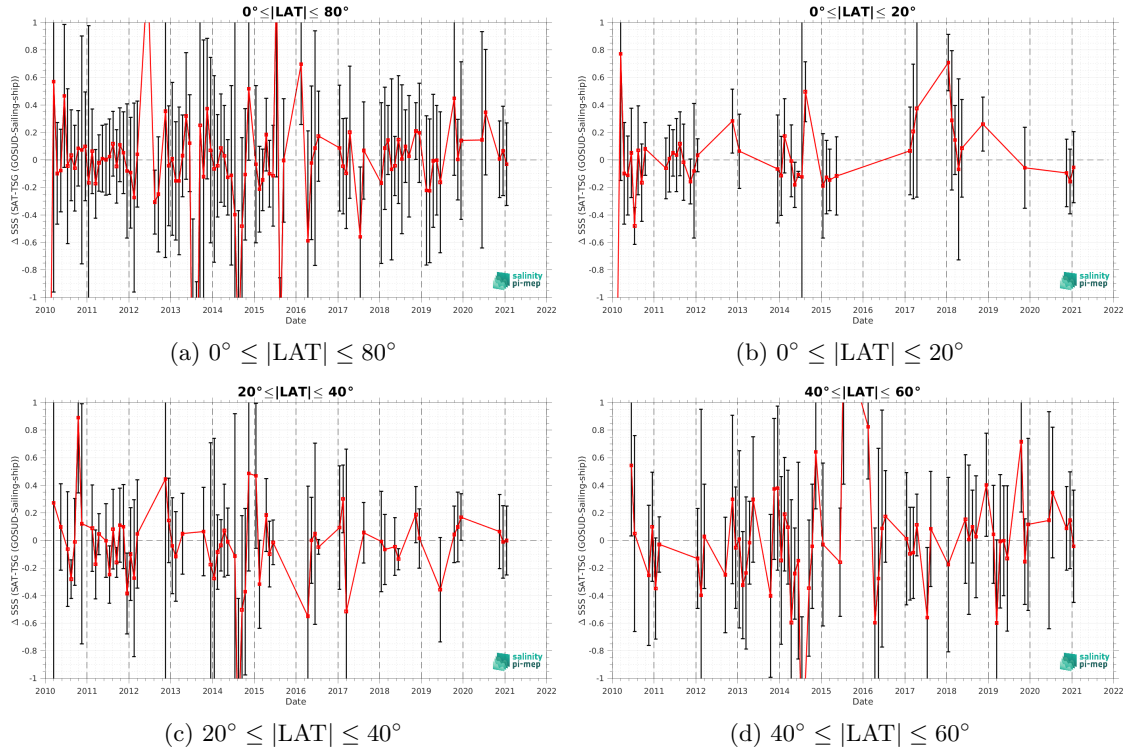 0°≤|LAT|≤ 80°
Δ SSS (SAT-TSG (GOSUD-Sailing-ship))
1
0.8
0.6
0.4
0.2
0
-0.2
-0.4
-0.6
-0.8
-1
2010 2011 2012 2013 2014 2015 2016 2017 2018 2019 2020 2021 2022
Date
salinity
pi-mep
(a) 0° ≤ |LAT| ≤ 80°
0°≤|LAT|≤ 20°
Δ SSS (SAT-TSG (GOSUD-Sailing-ship))
1
0.8
0.6
0.4
0.2
0
-0.2
-0.4
-0.6
-0.8
-1
2010 2011 2012 2013 2014 2015 2016 2017 2018 2019 2020 2021 2022
Date
salinity
pi-mep
(b) 0° ≤ |LAT| ≤ 20°
20°≤|LAT|≤ 40°
Δ SSS (SAT-TSG (GOSUD-Sailing-ship))
1
0.8
0.6
0.4
0.2
0
-0.2
-0.4
-0.6
-0.8
-1
2010 2011 2012 2013 2014 2015 2016 2017 2018 2019 2020 2021 2022
Date
salinity
pi-mep
(c) 20° ≤ |LAT| ≤ 40°
40°≤|LAT|≤ 60°
Δ SSS (SAT-TSG (GOSUD-Sailing-ship))
1
0.8
0.6
0.4
0.2
0
-0.2
-0.4
-0.6
-0.8
-1
2010 2011 2012 2013 2014 2015 2016 2017 2018 2019 2020 2021 2022
Date
salinity
pi-mep
(d) 40° ≤ |LAT| ≤ 60°